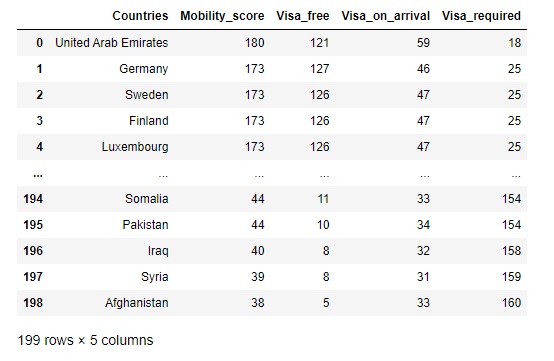 Countries Mobility_score Visa_free Visa_on_arrival Visa_required
0 United Arab Emirates 180 121 59 18
1 Germany 173 127 46 25
2 Sweden 173 126 47 25
3 Finland 173 126 47 25
4 Luxembourg 173 126 47 25
... ... ... ... ... ...
194 Somalia 44 11 33 154
195 Pakistan 44 10 34 154
196 Iraq 40 8 32 158
197 Syria 39 8 31 159
198 Afghanistan 38 5 33 160
199 rows × 5 columns